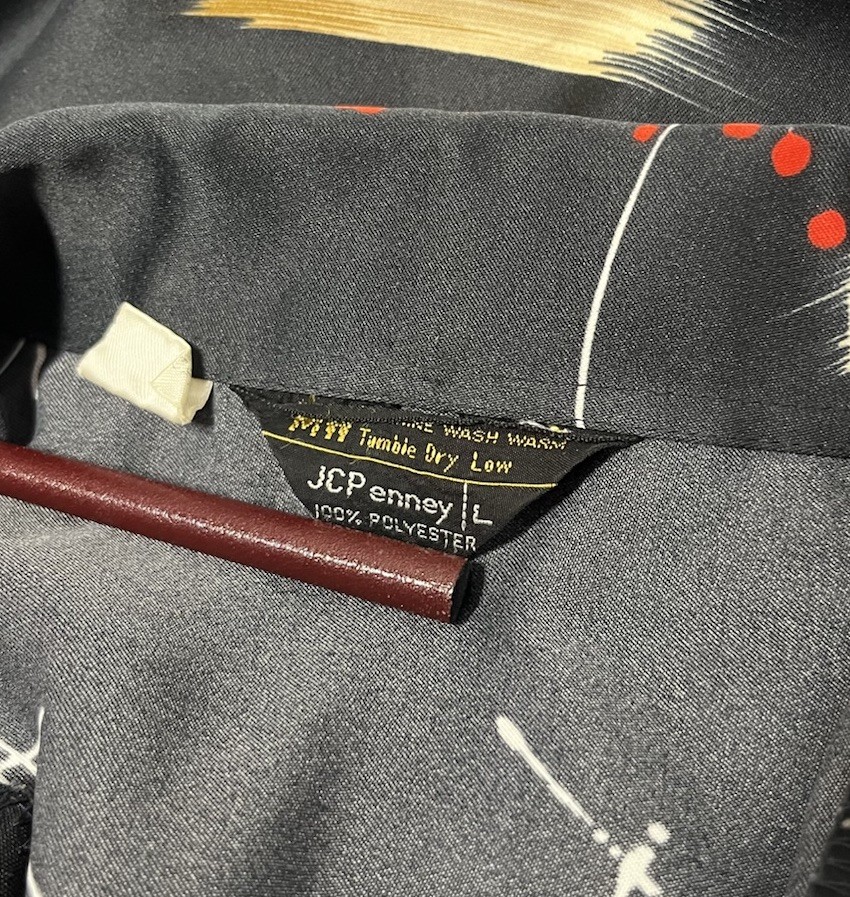 WASH WARM
Tumble Dry Low
JCPenney | L
100% POLYESTER